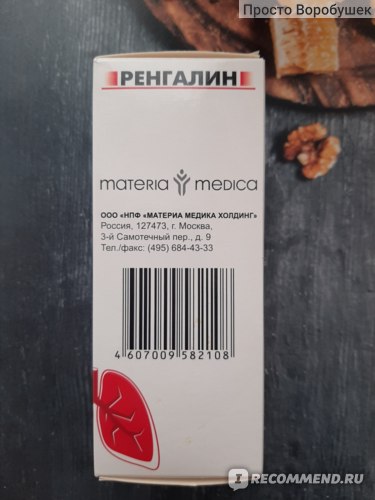 Просто Воробушек
РЕНГАЛИН
materia medica
ООО «НПФ «МАТЕРИА МЕДИКА ХОЛДИНГ»
Россия, 127473, г. Москва,
3-й Самотечный пер., д. 9
Тел./факс: (495) 684-43-33
4 607009 582108
IRECOMMEND.RU